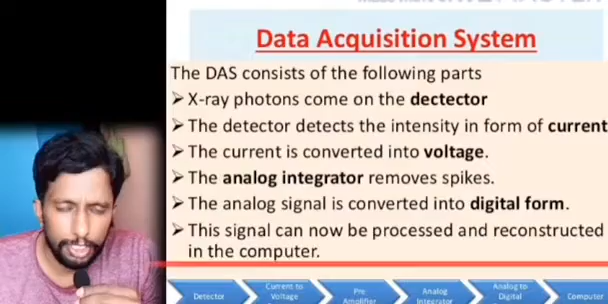 Data Acquisition System
The DAS consists of the following parts
➤ X-ray photons come on the dectector
➤ The detector detects the intensity in form of current
➤ The current is converted into voltage.
➤ The analog integrator removes spikes.
➤ The analog signal is converted into digital form.
➤ This signal can now be processed and reconstructed
in the computer.
Detector
Current to
Voltage
Pre
Amplifier
Analog
Integrator
Analog to
Digital
Computer